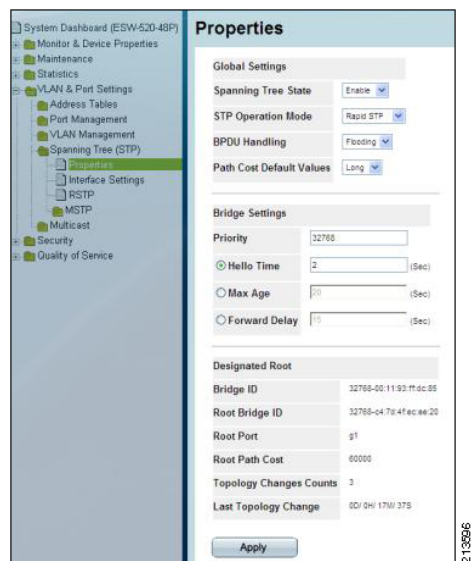 System Dashboard (ESW-520-48P)
Monitor & Device Properties
Maintenance
Statistics
VLAN & Port Settings
Address Tables
Port Management
VLAN Management
Spanning Tree (STP)
Properties
Interface Settings
RSTP
MSTP
Multicast
Security
Quality of Service
Properties
Global Settings
Spanning Tree State Enable
STP Operation Mode Rapid STP
BPDU Handling Flooding
Path Cost Default Values Long
Bridge Settings
Priority 32768
Hello Time 2 (Sec)
Max Age 20 (Sec)
Forward Delay 15 (Sec)
Designated Root
Bridge ID 32768-00:11:93:ff:dc:85
Root Bridge ID 32768-c4:7d:4f:ec:ee:20
Root Port g1
Root Path Cost 60000
Topology Changes Counts 3
Last Topology Change 0D/ 0H/ 17M/ 37S
Apply
213596